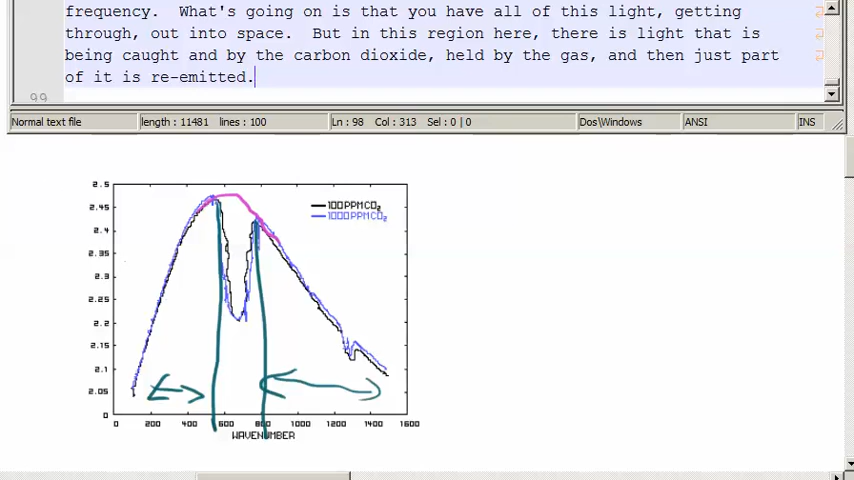 frequency.  What's going on is that you have all of this light, getting
through, out into space.  But in this region here, there is light that is
being caught and by the carbon dioxide, held by the gas, and then just part
of it is re-emitted.
99
Normal text file length : 11481 lines : 100 Ln : 98 Col : 313 Sel : 0 | 0 Dos\Windows ANSI INS
2.5
2.45
2.4
2.35
2.3
2.25
2.2
2.15
2.1
2.05
0
100PPMCO2
1000PPMCO2
0 200 400 600 800 1000 1200 1400 1600
WAVENUMBER